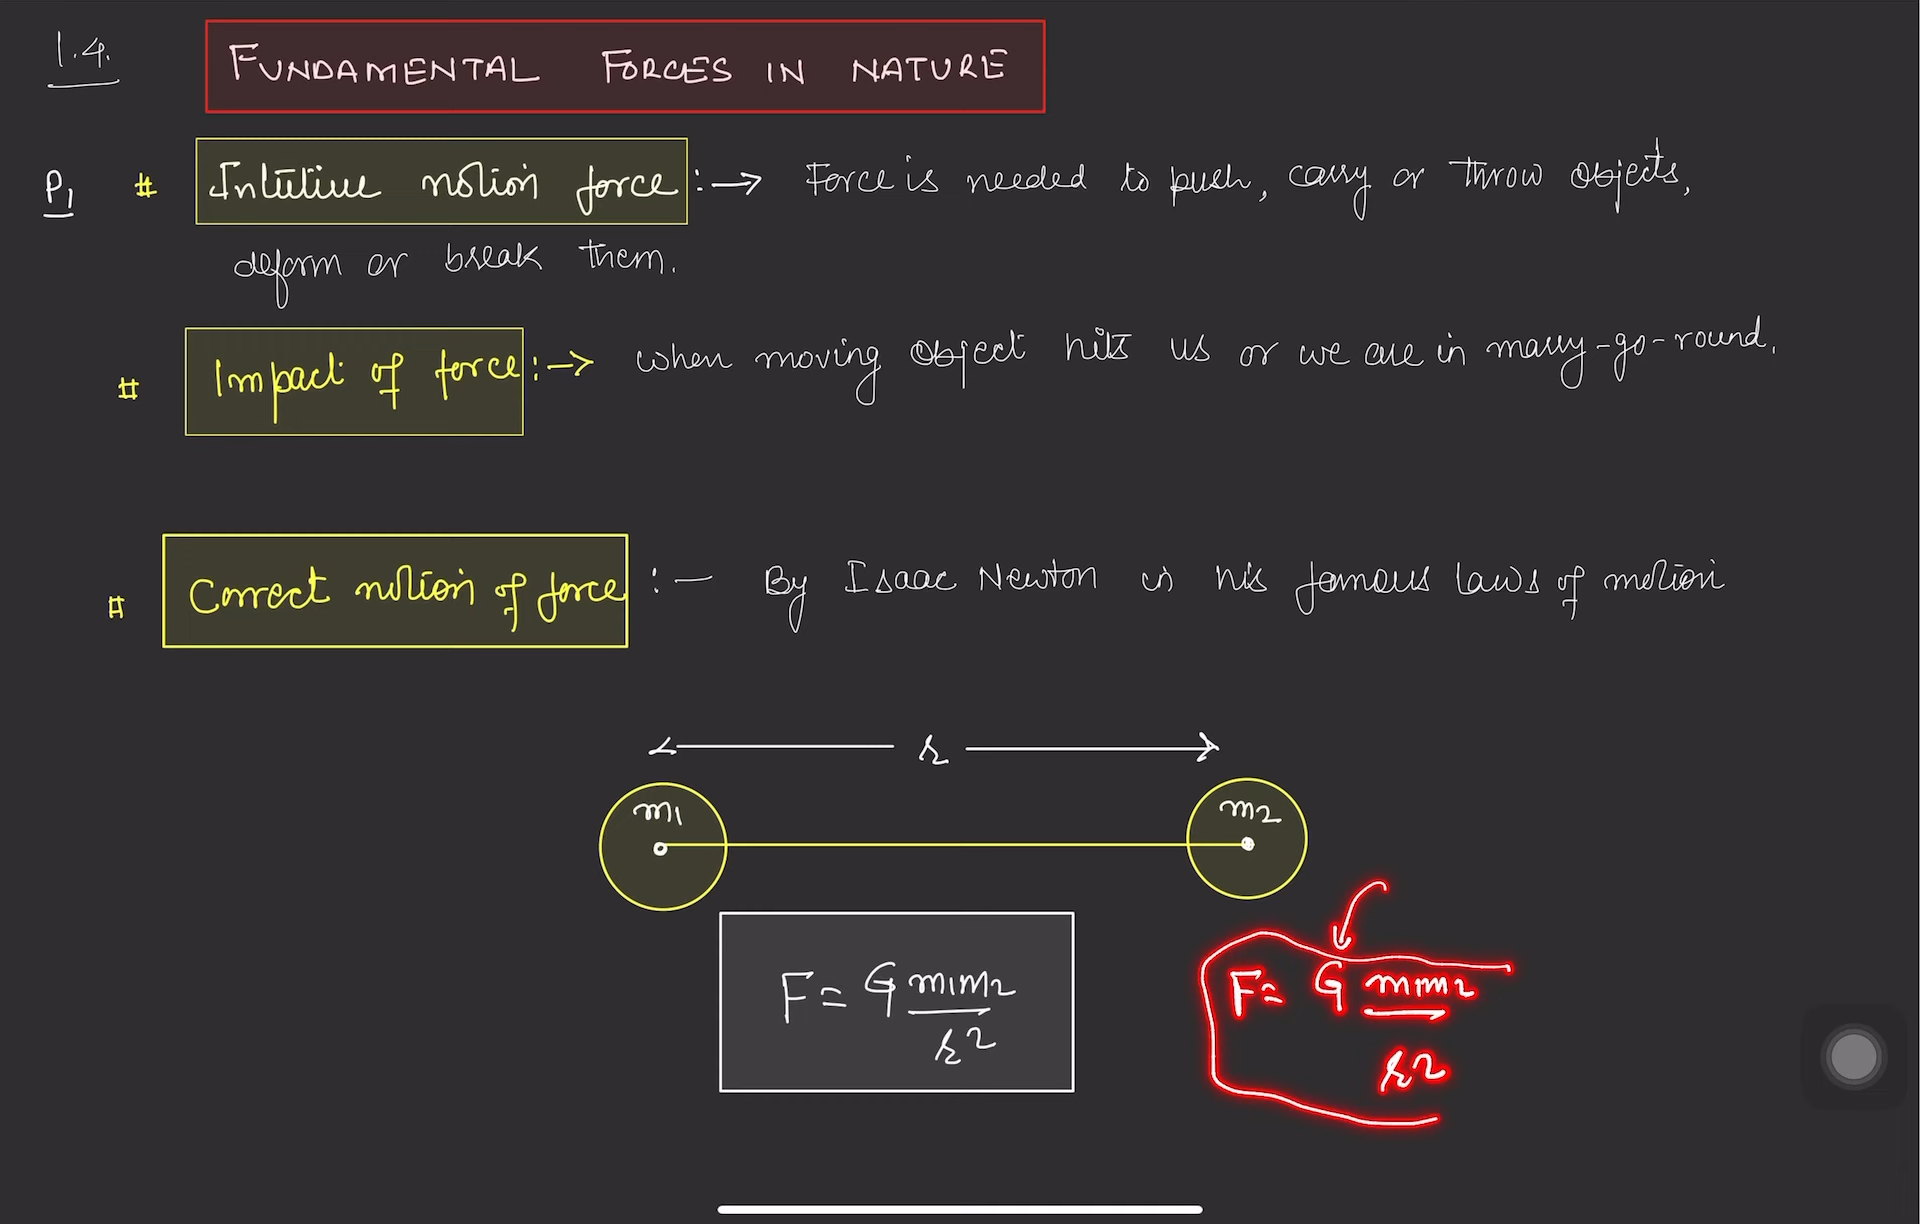 1.4.
FUNDAMENTAL FORCES IN NATURE
P1 # Intutive notion force :→ Force is needed to push, carry or throw objects,
deform or break them.
# Impact of force :→ when moving object hits us or we are in marry-go-round.
# Correct notion of force :- By Isaac Newton in his famous laws of motion
r
m1 m2
F = G m1m2
r2
F = G m1m2
r2